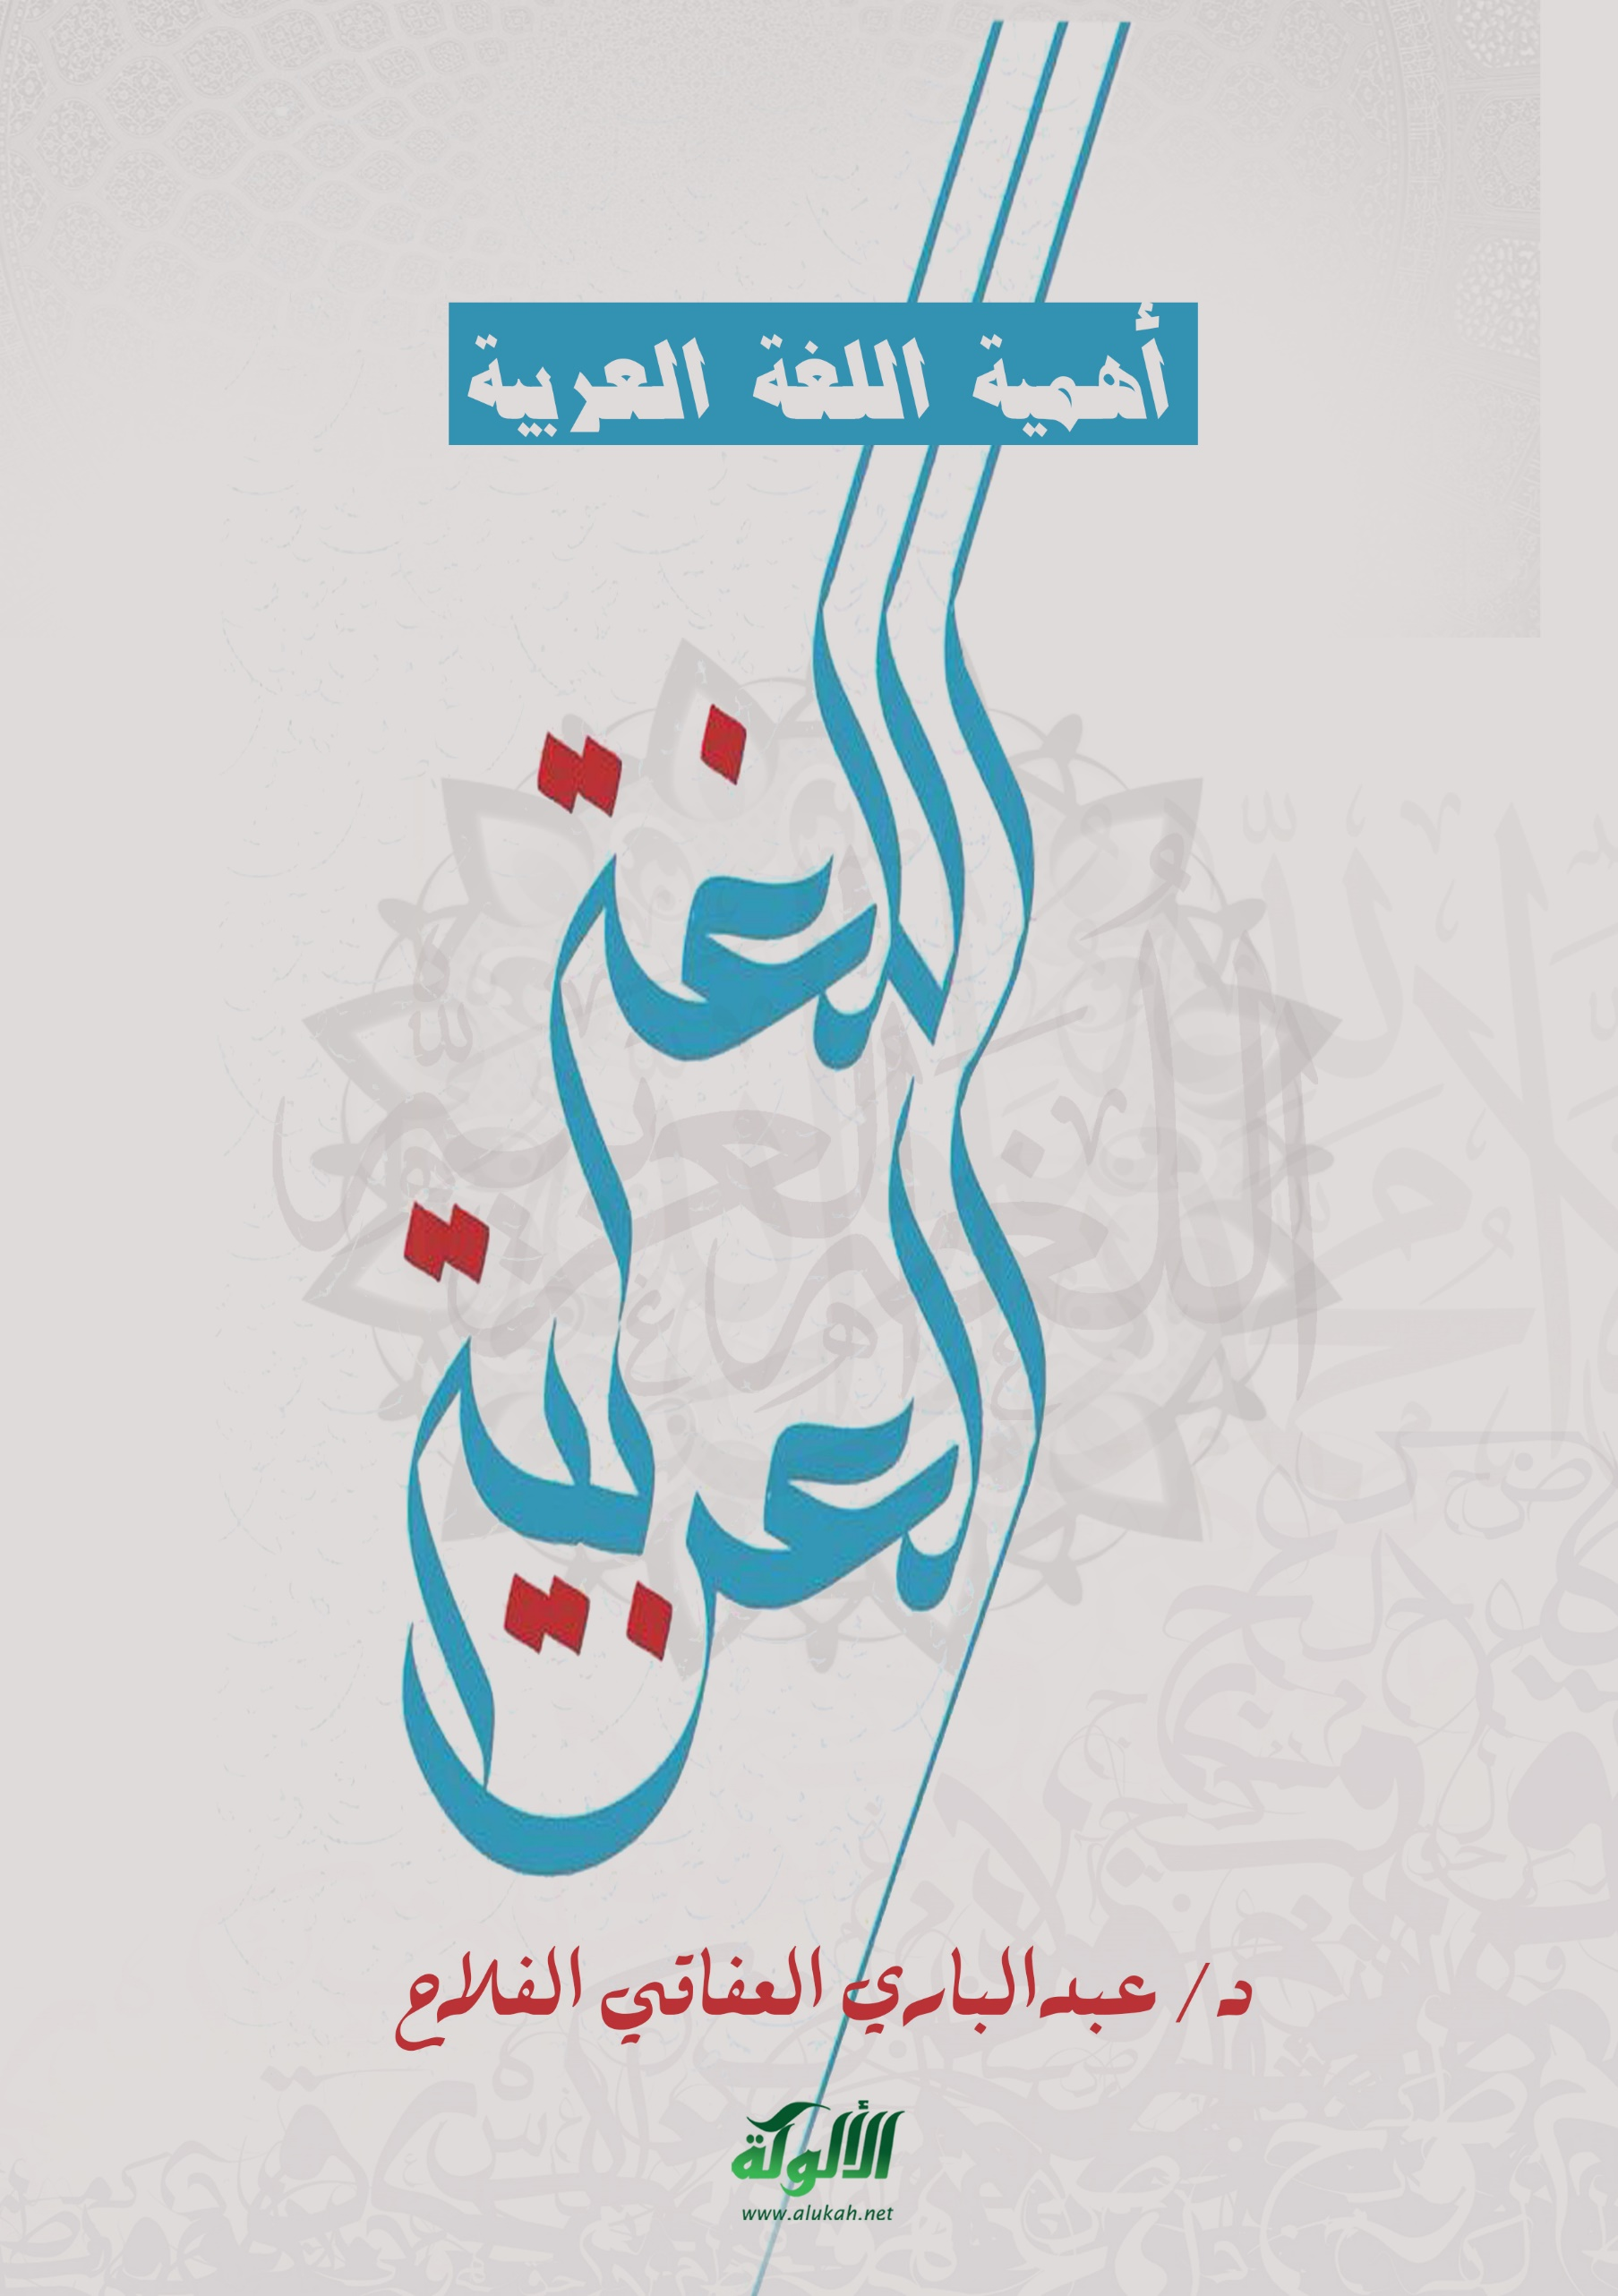 أهمية اللغة العربية
اللغة
العربية
د/ عبدالباري العفاقي الفلاح
الألوكة
www.alukah.net